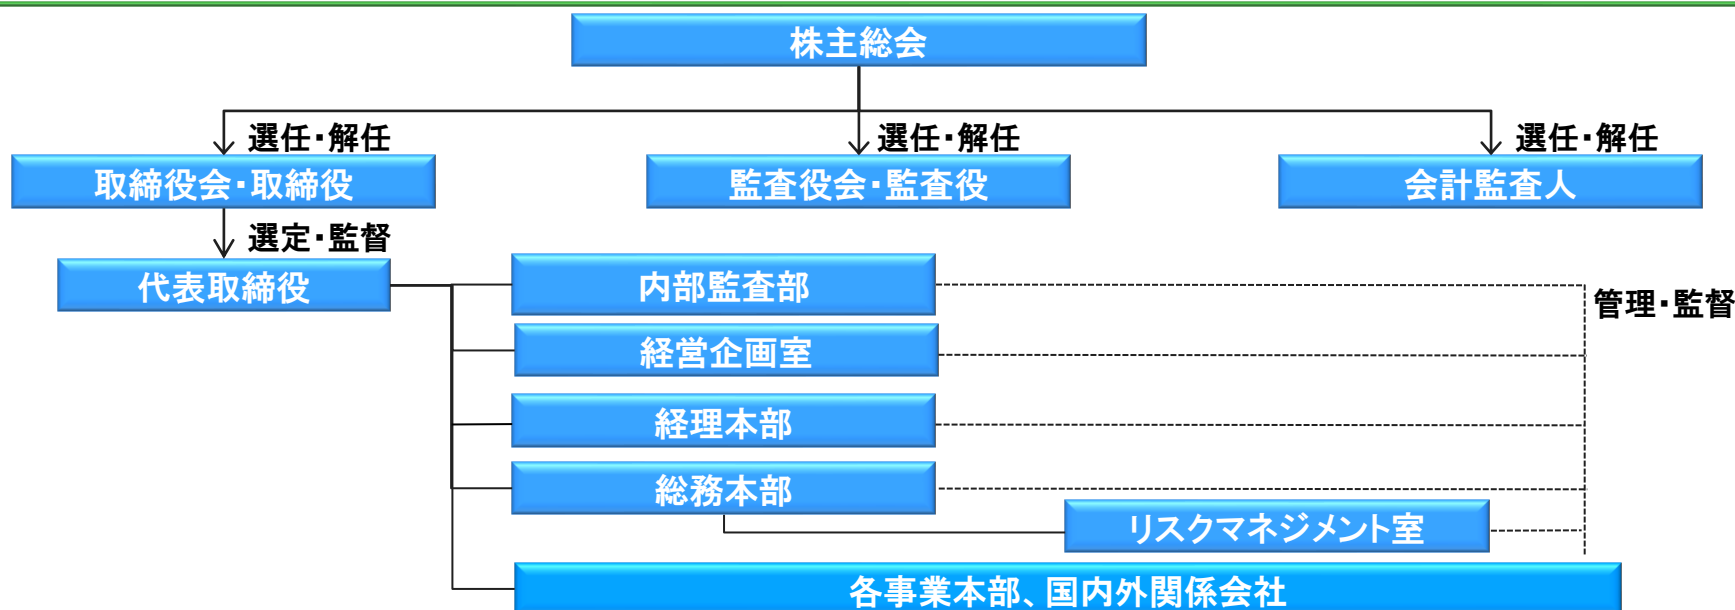 株主総会
選任・解任
選任・解任
選任・解任
取締役会・取締役
監査役会・監査役
会計監査人
選定・監督
代表取締役
内部監査部
管理・監督
経営企画室
経理本部
総務本部
リスクマネジメント室
各事業本部、国内外関係会社